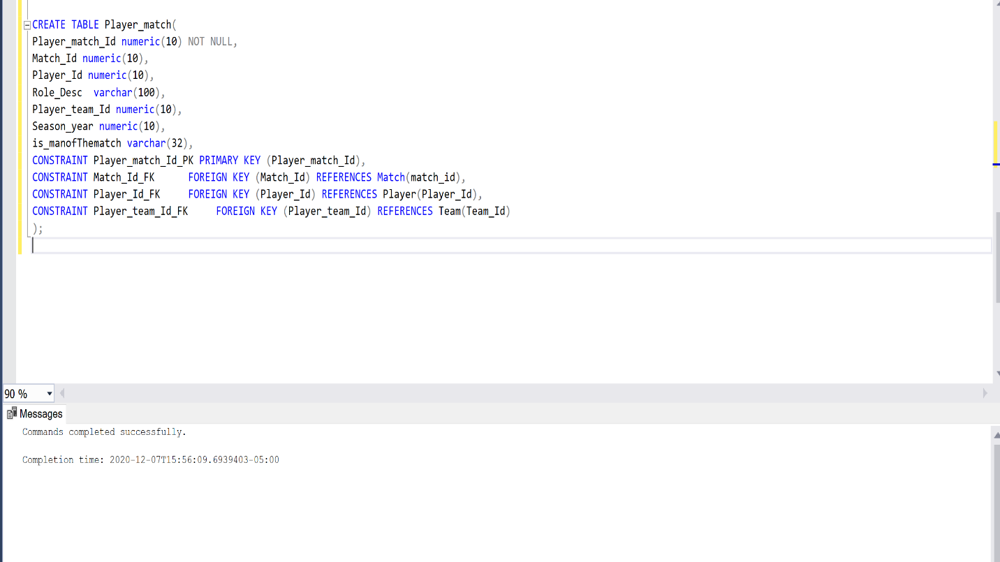 CREATE TABLE Player_match(
Player_match_Id numeric(10) NOT NULL,
Match_Id numeric(10),
Player_Id numeric(10),
Role_Desc  varchar(100),
Player_team_Id numeric(10),
Season_year numeric(10),
is_manofThematch varchar(32),
CONSTRAINT Player_match_Id_PK PRIMARY KEY (Player_match_Id),
CONSTRAINT Match_Id_FK      FOREIGN KEY (Match_Id) REFERENCES Match(match_id),
CONSTRAINT Player_Id_FK     FOREIGN KEY (Player_Id) REFERENCES Player(Player_Id),
CONSTRAINT Player_team_Id_FK     FOREIGN KEY (Player_team_Id) REFERENCES Team(Team_Id)
);
90 %
Messages
Commands completed successfully.
Completion time: 2020-12-07T15:56:09.6939403-05:00